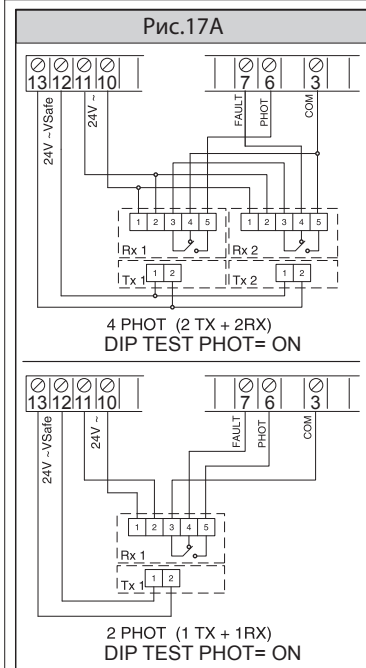 Рис.17A
13 12 11 10 7 6 3
24V ~VSafe
24V ~
FAULT
PHOT
COM
1 2 3 4 5
1 2 3 4 5
Rx 1
Rx 2
Tx 1 1 2
Tx 2 1 2
4 PHOT (2 TX + 2RX)
DIP TEST PHOT= ON
13 12 11 10 7 6 3
24V ~VSafe
24V ~
FAULT
PHOT
COM
1 2 3 4 5
Rx 1
Tx 1 1 2
2 PHOT (1 TX + 1RX)
DIP TEST PHOT= ON